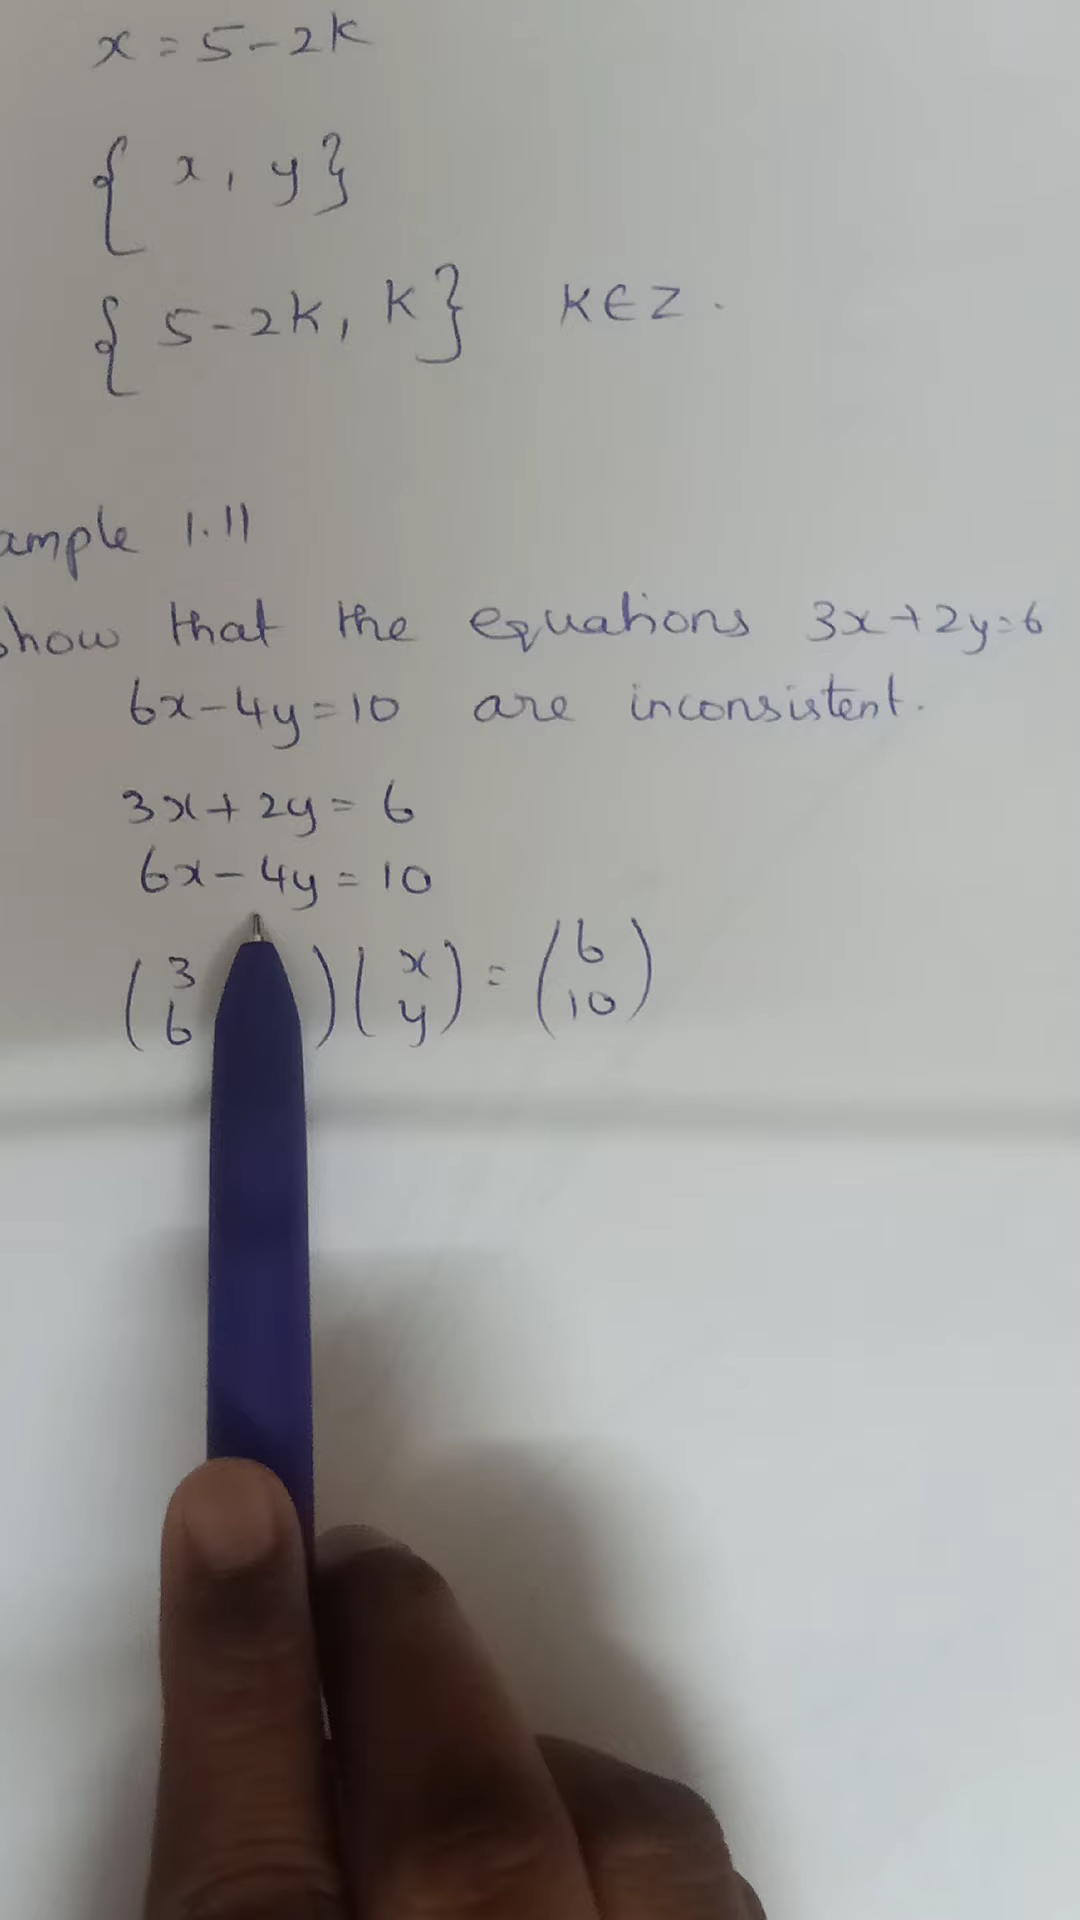 x = 5-2k
{ x, y}
{ 5-2k, k} k∈Z.
ample 1.11
show that the equations 3x+2y=6
6x-4y=10 are inconsistent.
3x+2y=6
6x-4y=10
(3 )(x)=(6)
(6 )(y) (10)